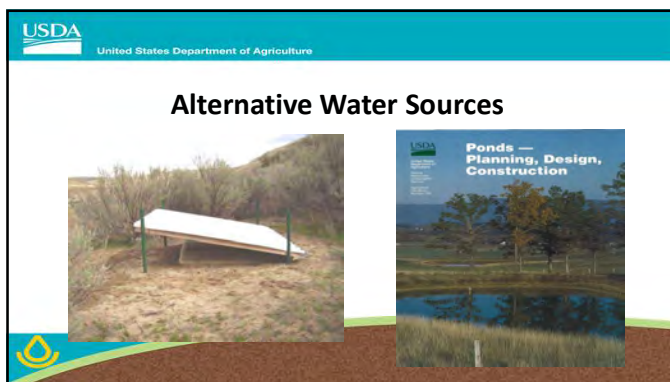 USDA
United States Department of Agriculture
Alternative Water Sources
USDA
Ponds —
Planning, Design,
Construction